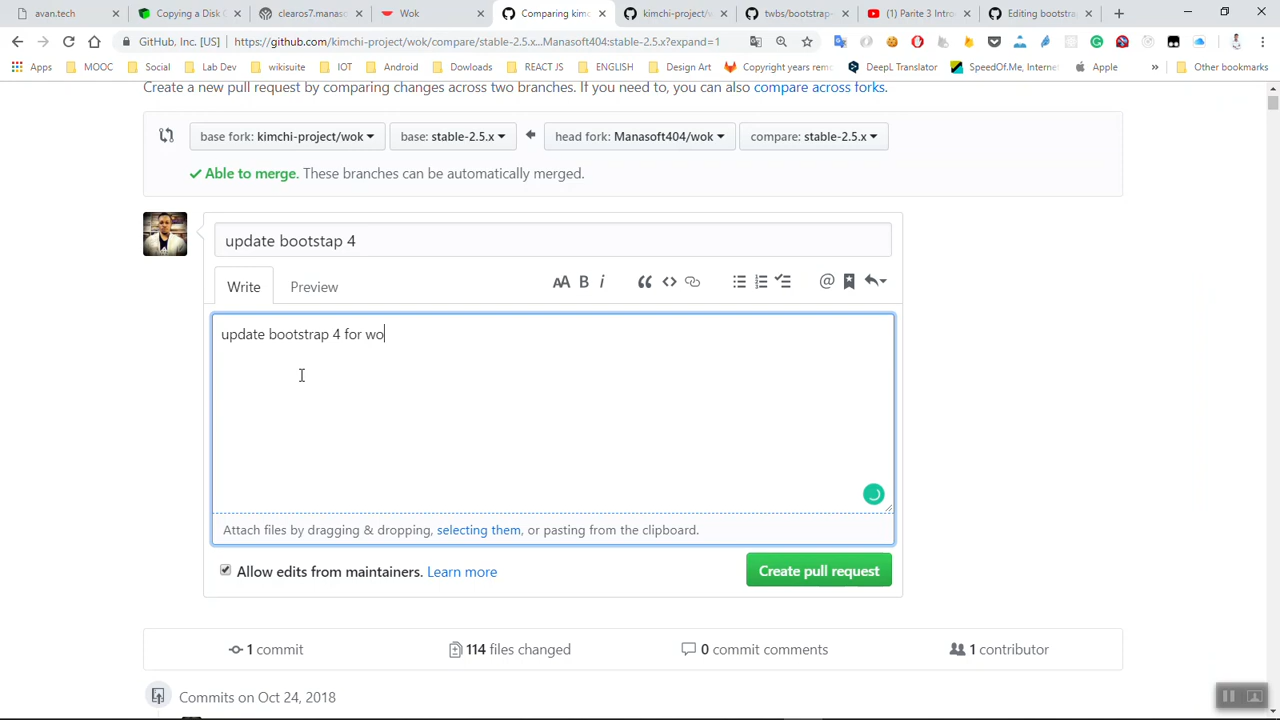 avan.tech
Copying a Disk C
clearos7.manaso
Wok
Comparing kimc
kimchi-project/w
twbs/bootstrap-
Parite 3 Intro
Editing bootstra
GitHub, Inc. [US]
https://github.com/kimchi-project/wok/compare/stable-2.5.x...Manasoft404:stable-2.5.x?expand=1
Apps
MOOC
Social
Lab Dev
wikisuite
IOT
Android
Dowloads
REACT JS
ENGLISH
Design Art
Copyright years rem
DeepL Translator
SpeedOf.Me, Interne
Apple
»
Other bookmarks
Create a new pull request by comparing changes across two branches. If you need to, you can also compare across forks.
base fork: kimchi-project/wok
base: stable-2.5.x
head fork: Manasoft404/wok
compare: stable-2.5.x
Able to merge. These branches can be automatically merged.
update bootstap 4
Write
Preview
update bootstrap 4 for wo
Attach files by dragging & dropping, selecting them, or pasting from the clipboard.
Allow edits from maintainers. Learn more
Create pull request
1 commit
114 files changed
0 commit comments
1 contributor
Commits on Oct 24, 2018